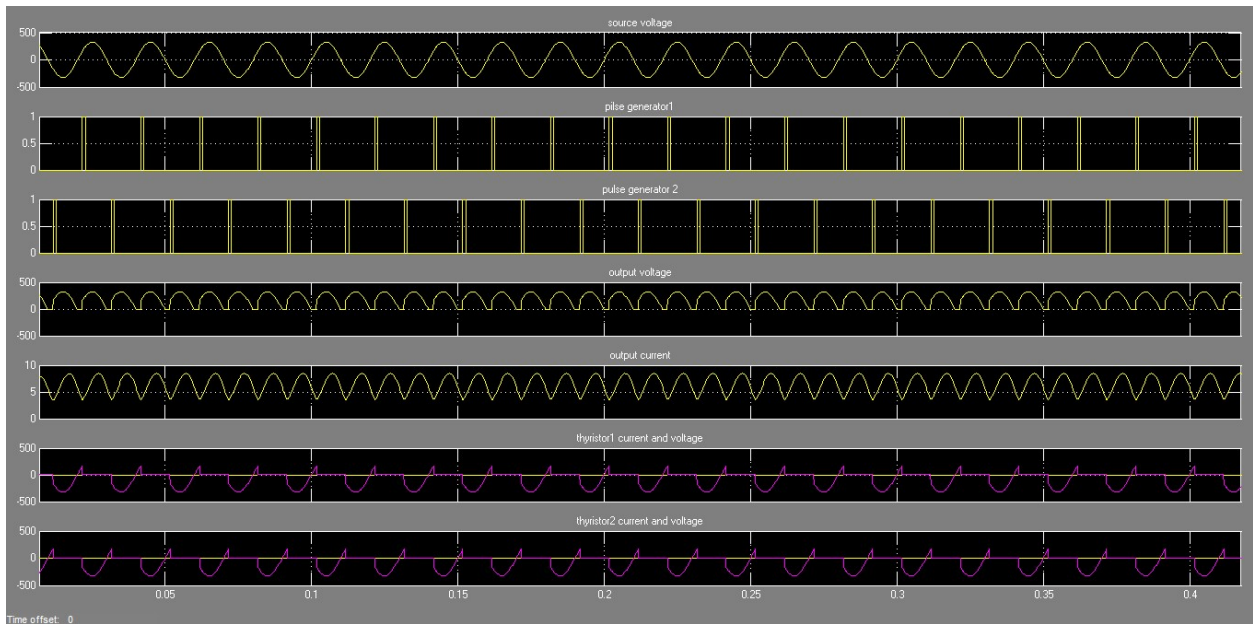 source voltage
500
0
-500
pilse generator1
1
0.5
0
pulse generator 2
1
0.5
0
output voltage
500
0
-500
output current
10
5
0
thyristor1 current and voltage
500
0
-500
thyristor2 current and voltage
500
0
-500
0.05 0.1 0.15 0.2 0.25 0.3 0.35 0.4
Time offset: 0